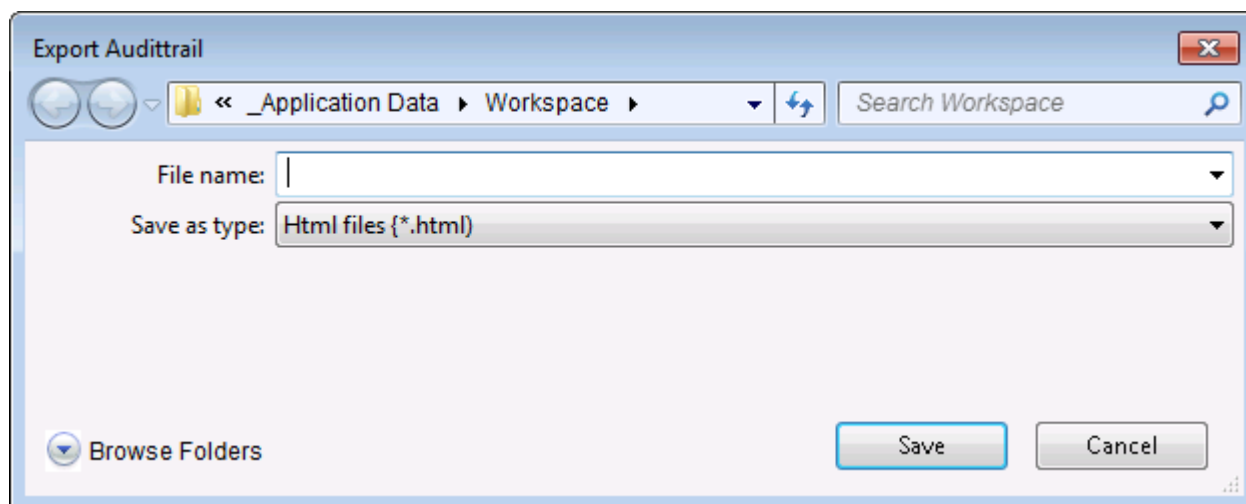 Export Audittrail
« _Application Data Workspace Search Workspace
File name:
Save as type: Html files {*.html)
Browse Folders Save Cancel